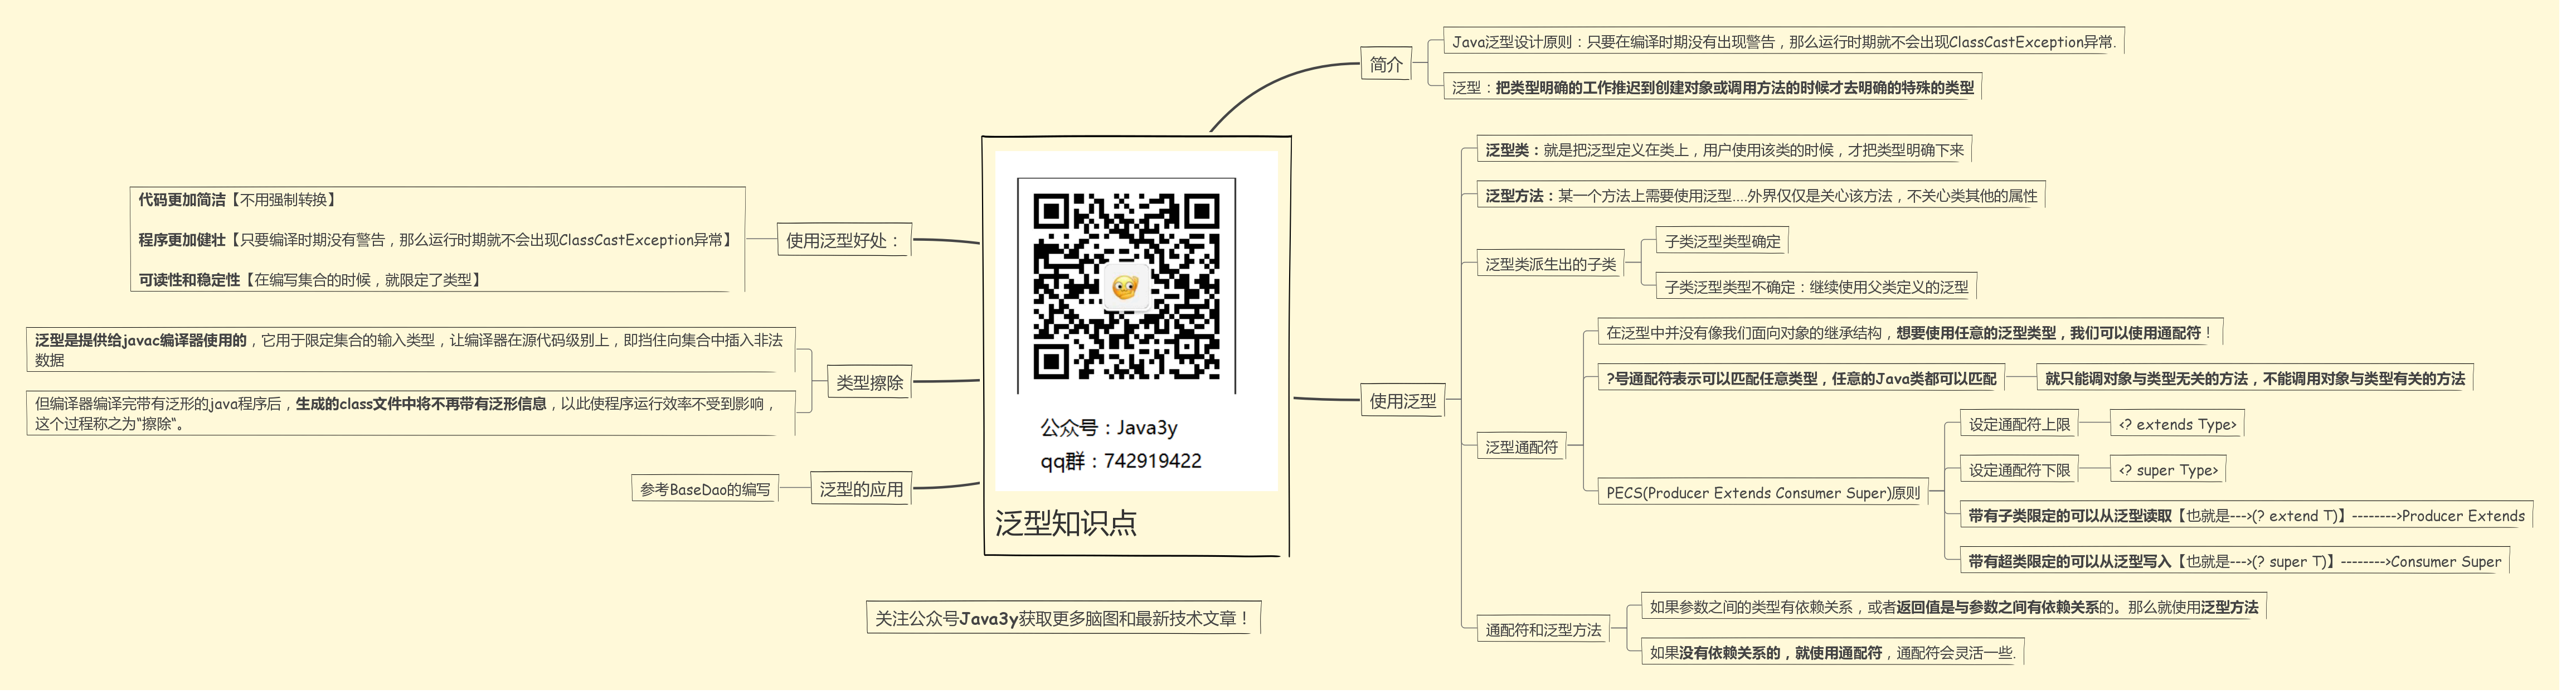 简介
Java泛型设计原则：只要在编译时期没有出现警告，那么运行时期就不会出现ClassCastException异常.
泛型：把类型明确的工作推迟到创建对象或调用方法的时候才去明确的特殊的类型
使用泛型
泛型类：就是把泛型定义在类上，用户使用该类的时候，才把类型明确下来
泛型方法：某一个方法上需要使用泛型....外界仅仅是关心该方法，不关心类其他的属性
泛型类派生出的子类
子类泛型类型确定
子类泛型类型不确定：继续使用父类定义的泛型
泛型通配符
在泛型中并没有像我们面向对象的继承结构，想要使用任意的泛型类型，我们可以使用通配符！
?号通配符表示可以匹配任意类型，任意的Java类都可以匹配
就只能调对象与类型无关的方法，不能调用对象与类型有关的方法
PECS(Producer Extends Consumer Super)原则
设定通配符上限
<? extends Type>
设定通配符下限
<? super Type>
带有子类限定的可以从泛型读取【也就是--->(? extend T)】-------->Producer Extends
带有超类限定的可以从泛型写入【也就是--->(? super T)】-------->Consumer Super
通配符和泛型方法
如果参数之间的类型有依赖关系，或者返回值是与参数之间有依赖关系的。那么就使用泛型方法
如果没有依赖关系的，就使用通配符，通配符会灵活一些.
使用泛型好处：
代码更加简洁【不用强制转换】
程序更加健壮【只要编译时期没有警告，那么运行时期就不会出现ClassCastException异常】
可读性和稳定性【在编写集合的时候，就限定了类型】
类型擦除
泛型是提供给javac编译器使用的，它用于限定集合的输入类型，让编译器在源代码级别上，即挡住向集合中插入非法
数据
但编译器编译完带有泛形的java程序后，生成的class文件中将不再带有泛形信息，以此使程序运行效率不受到影响，
这个过程称之为"擦除"。
泛型的应用
参考BaseDao的编写
公众号：Java3y
qq群：742919422
泛型知识点
关注公众号Java3y获取更多脑图和最新技术文章！